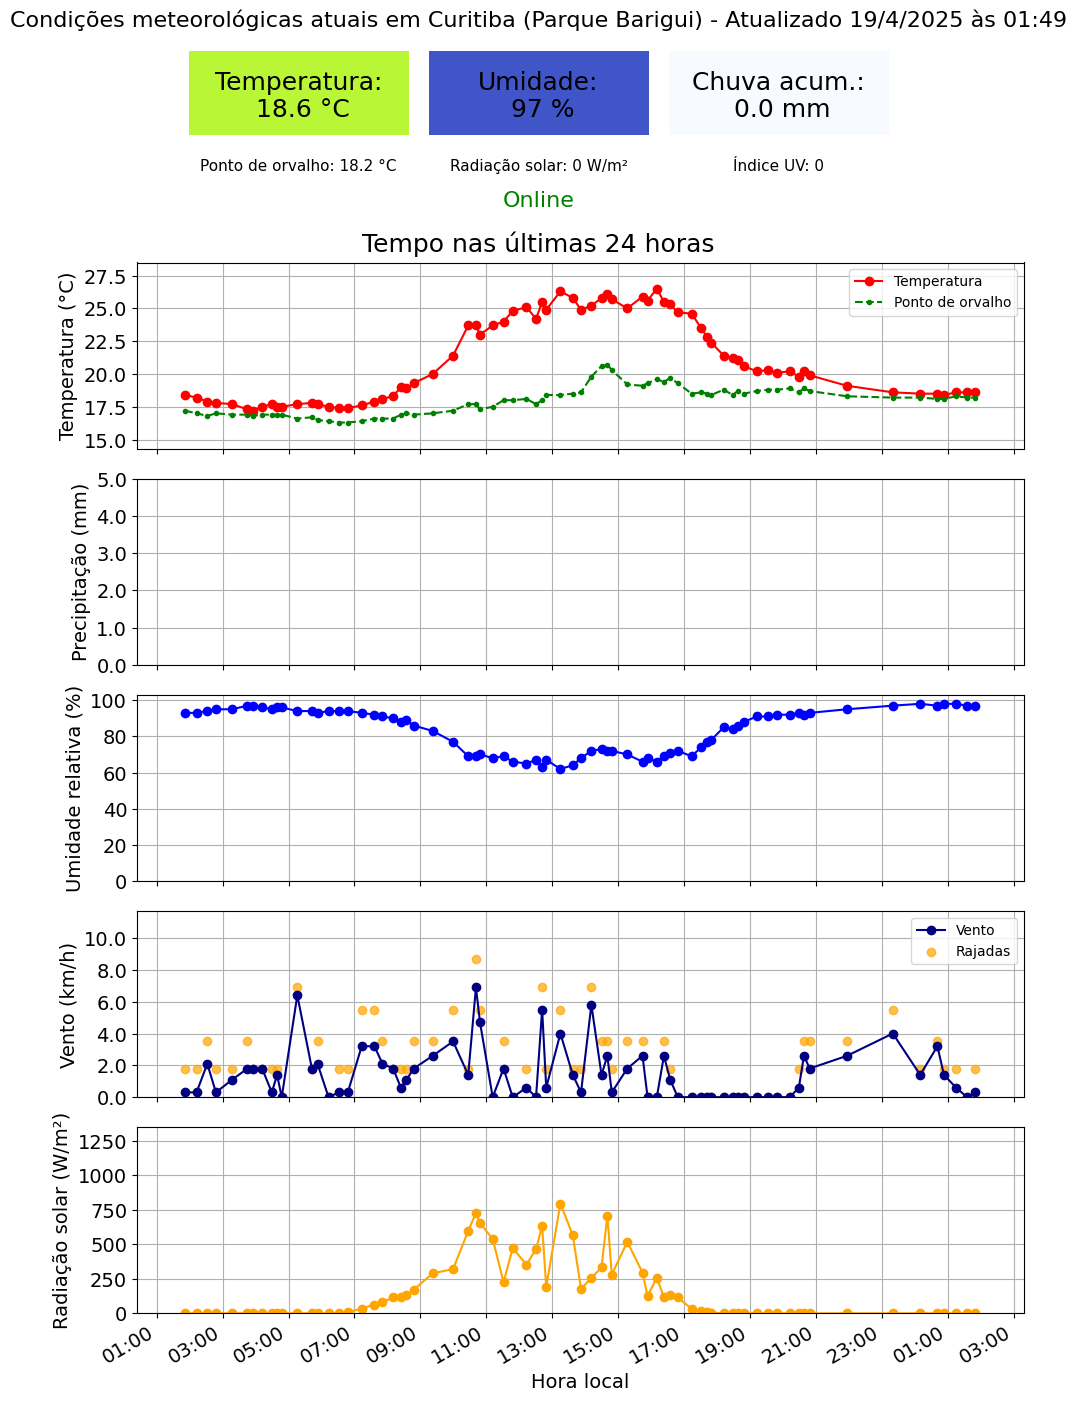 Condições meteorológicas atuais em Curitiba (Parque Barigui) - Atualizado 19/4/2025 às 01:49
Temperatura:
18.6 °C
Umidade:
97 %
Chuva acum.:
0.0 mm
Ponto de orvalho: 18.2 °C
Radiação solar: 0 W/m²
Índice UV: 0
Online
Tempo nas últimas 24 horas
Temperatura (°C)
27.5
25.0
22.5
20.0
17.5
15.0
Temperatura
Ponto de orvalho
Precipitação (mm)
5.0
4.0
3.0
2.0
1.0
0.0
Umidade relativa (%)
100
80
60
40
20
0
Vento (km/h)
10.0
8.0
6.0
4.0
2.0
0.0
Vento
Rajadas
Radiação solar (W/m²)
1250
1000
750
500
250
0
01:00 03:00 05:00 07:00 09:00 11:00 13:00 15:00 17:00 19:00 21:00 23:00 01:00 03:00
Hora local